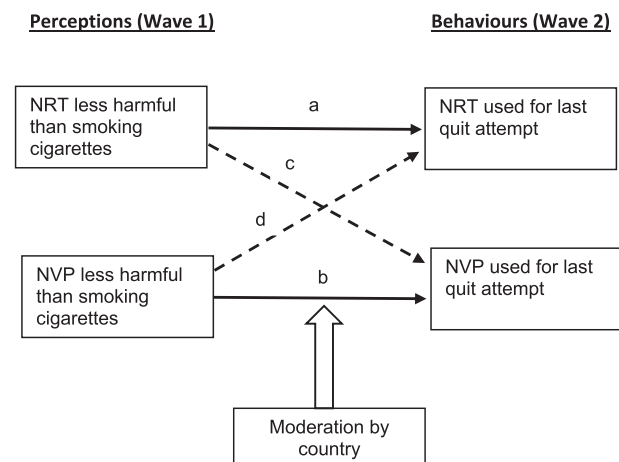 Perceptions (Wave 1)
Behaviours (Wave 2)
NRT less harmful
than smoking
cigarettes
a
NRT used for last
quit attempt
c
d
NVP less harmful
than smoking
cigarettes
b
NVP used for last
quit attempt
Moderation by
country